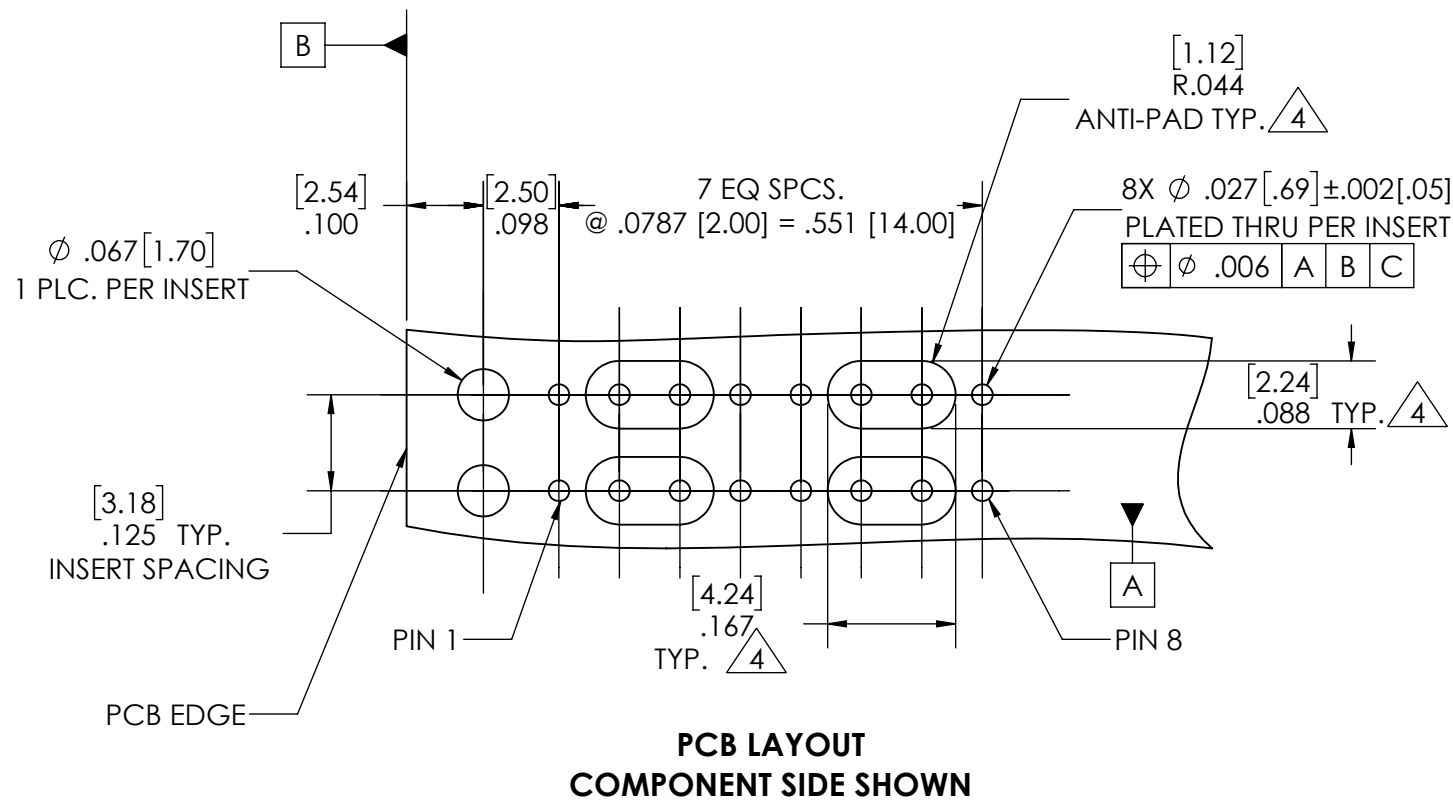 B
[1.12]
R.044
ANTI-PAD TYP. 4
[2.54]
.100
[2.50]
.098
7 EQ SPCS.
@ .0787 [2.00] = .551 [14.00]
8X ⌀ .027[.69]±.002[.05]
PLATED THRU PER INSERT
⌖ ⌀ .006 A B C
⌀ .067[1.70]
1 PLC. PER INSERT
[2.24]
.088 TYP. 4
[3.18]
.125 TYP.
INSERT SPACING
A
[4.24]
.167
TYP. 4
PIN 1
PIN 8
PCB EDGE
PCB LAYOUT
COMPONENT SIDE SHOWN